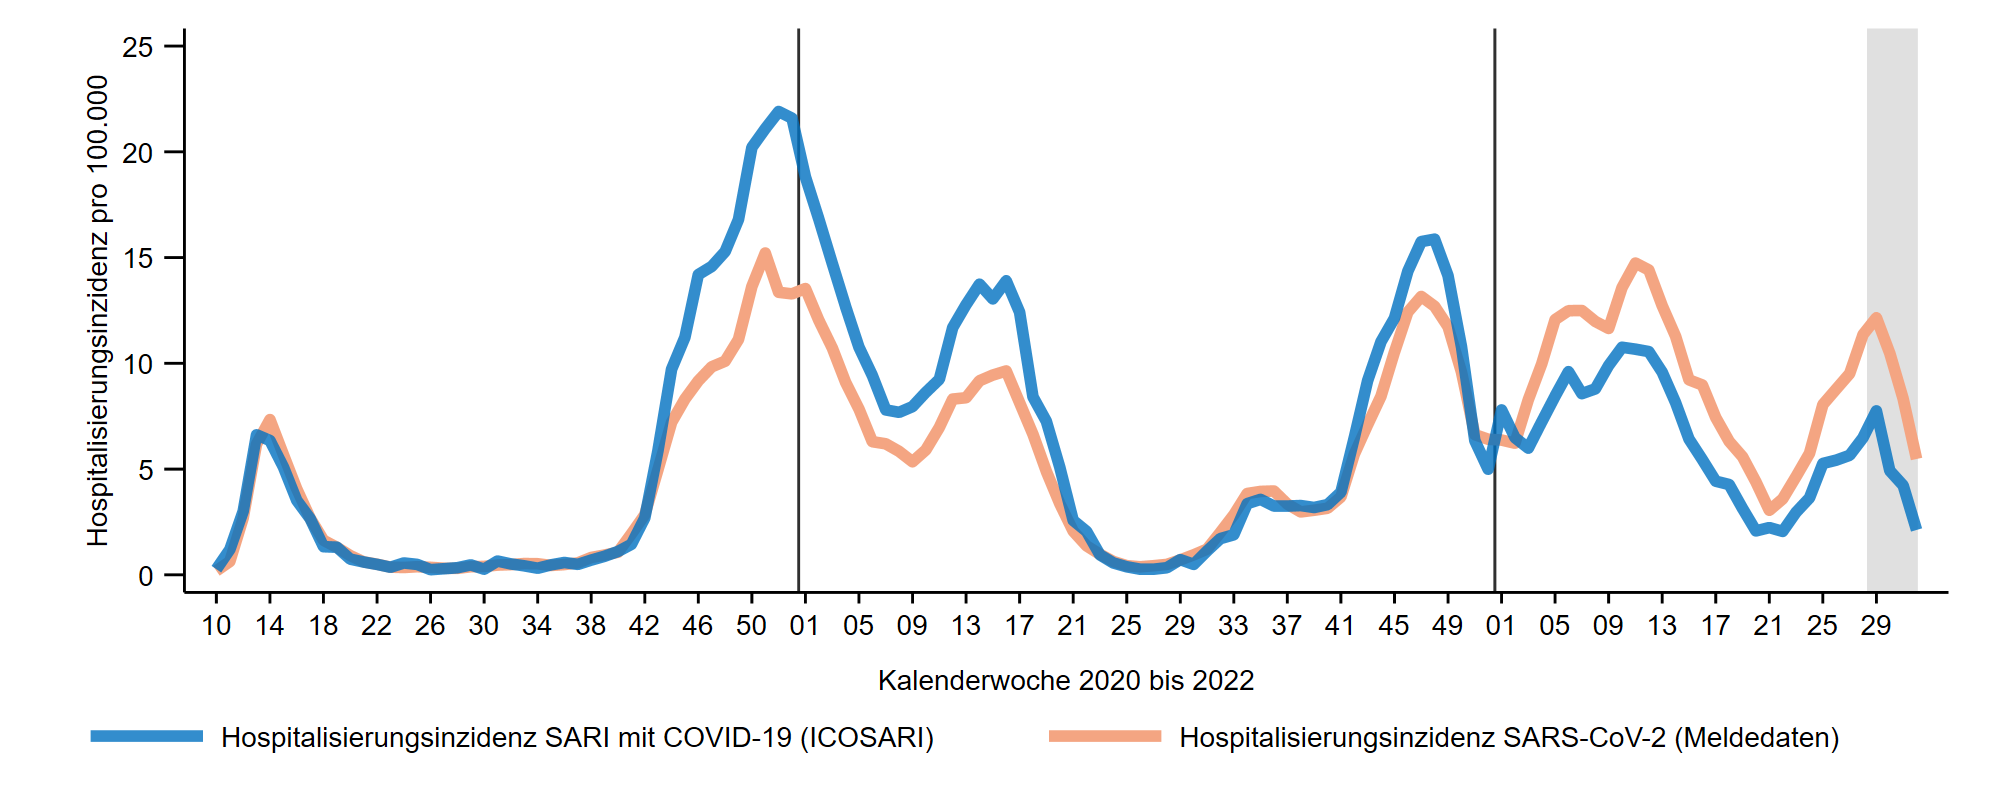 Hospitalisierungsinzidenz pro 100.000
25
20
15
10
5
0
10 14 18 22 26 30 34 38 42 46 50 01 05 09 13 17 21 25 29 33 37 41 45 49 01 05 09 13 17 21 25 29
Kalenderwoche 2020 bis 2022
Hospitalisierungsinzidenz SARI mit COVID-19 (ICOSARI) Hospitalisierungsinzidenz SARS-CoV-2 (Meldedaten)